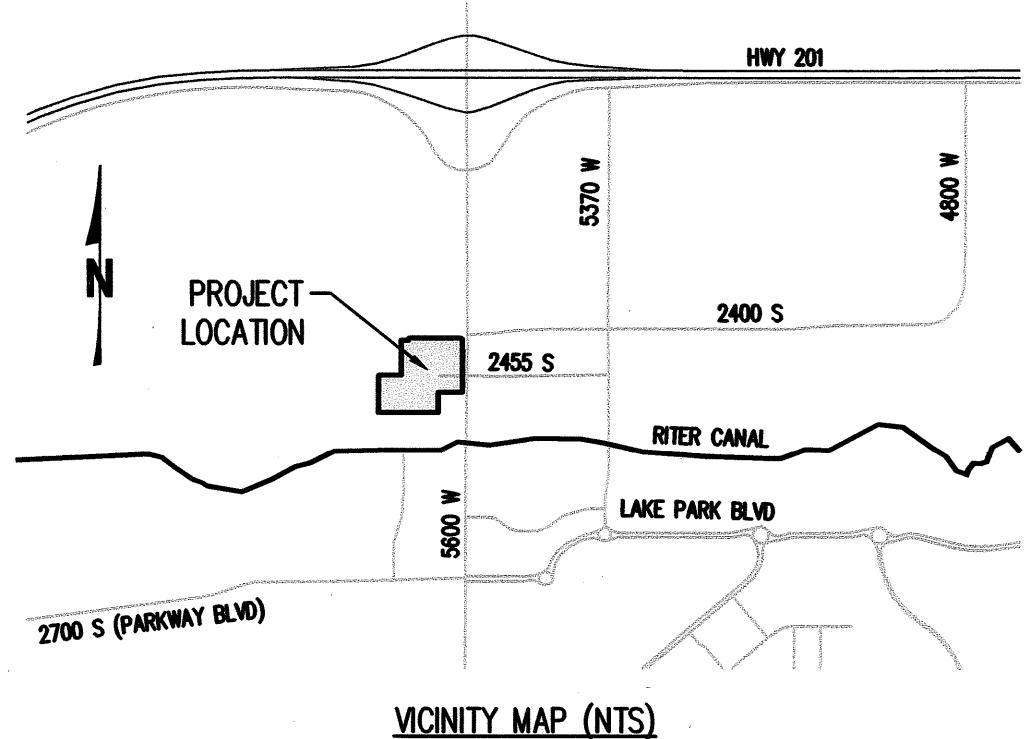 HWY 201
5370 W
4800 W
N
PROJECT
LOCATION
2400 S
2455 S
RITER CANAL
LAKE PARK BLVD
5600 W
2700 S (PARKWAY BLVD)
VICINITY MAP (NTS)